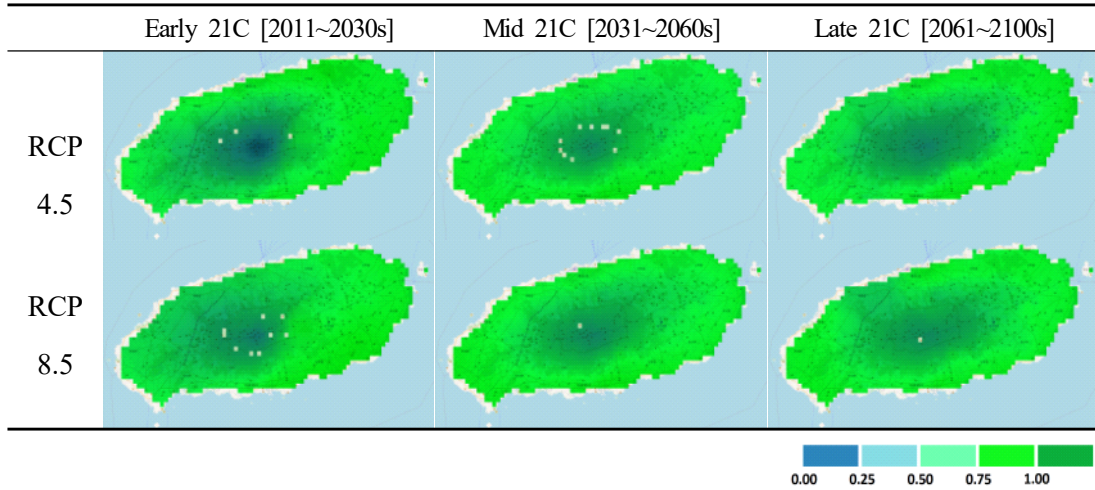 Early 21C [2011~2030s] Mid 21C [2031~2060s] Late 21C [2061~2100s]
RCP
4.5
RCP
8.5
0.00 0.25 0.50 0.75 1.00